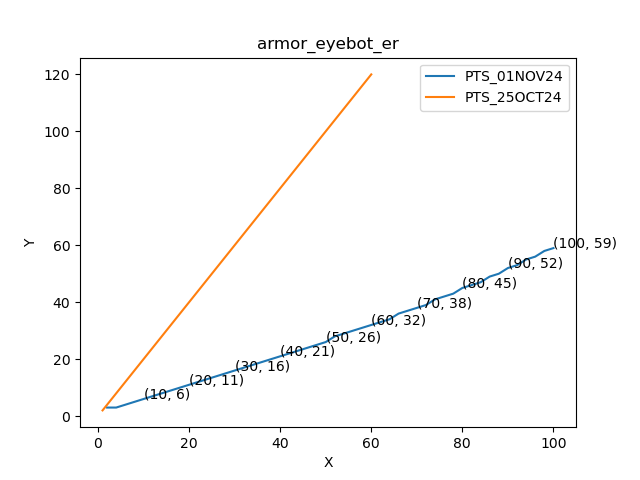 armor_eyebot_er
PTS_01NOV24
PTS_25OCT24
120
100
80
60
40
20
0
Y
(100, 59)
(90, 52)
(80, 45)
(70, 38)
(60, 32)
(50, 26)
(40, 21)
(30, 16)
(20, 11)
(10, 6)
0 20 40 60 80 100
X